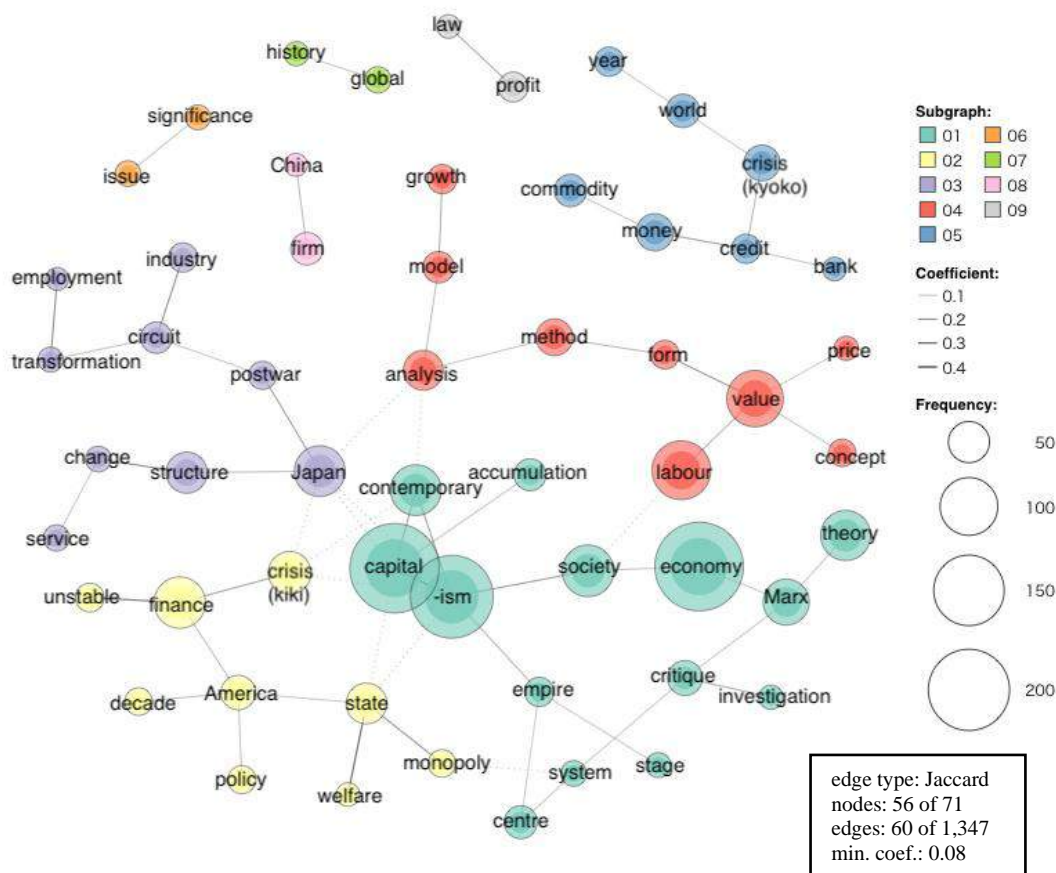 law
history
global
profit
year
world
significance
issue
China
growth
commodity
crisis
(kyoko)
money
credit
bank
firm
model
industry
employment
circuit
transformation
postwar
analysis
method
form
price
value
concept
change
structure
Japan
contemporary
accumulation
labour
service
theory
unstable
finance
crisis
(kiki)
capital
-ism
society
economy
Marx
decade
America
state
empire
critique
investigation
policy
welfare
monopoly
system
stage
centre
Subgraph:
01 06
02 07
03 08
04 09
05
Coefficient:
0.1
0.2
0.3
0.4
Frequency:
50
100
150
200
edge type: Jaccard
nodes: 56 of 71
edges: 60 of 1,347
min. coef.: 0.08